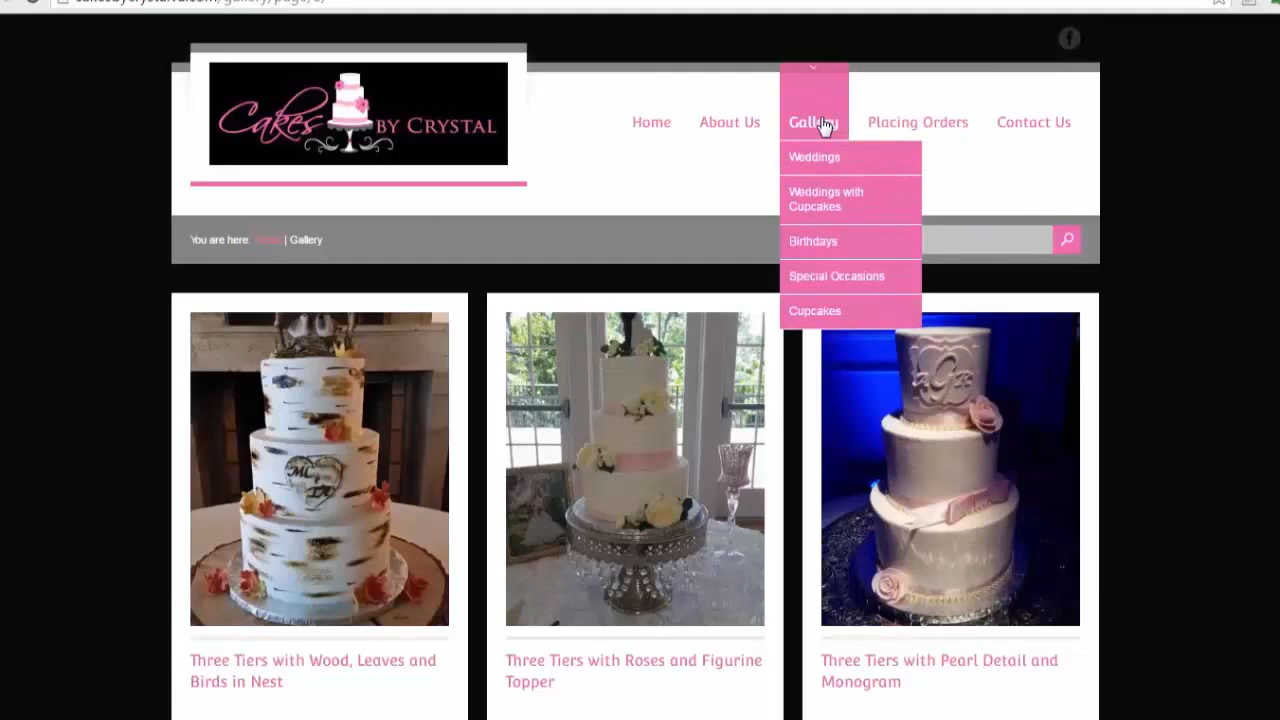 Cakes BY CRYSTAL
Home
About Us
Gallery
Placing Orders
Contact Us
Weddings
Weddings with
Cupcakes
Birthdays
Special Occasions
Cupcakes
You are here: Home | Gallery
Three Tiers with Wood, Leaves and
Birds in Nest
Three Tiers with Roses and Figurine
Topper
Three Tiers with Pearl Detail and
Monogram